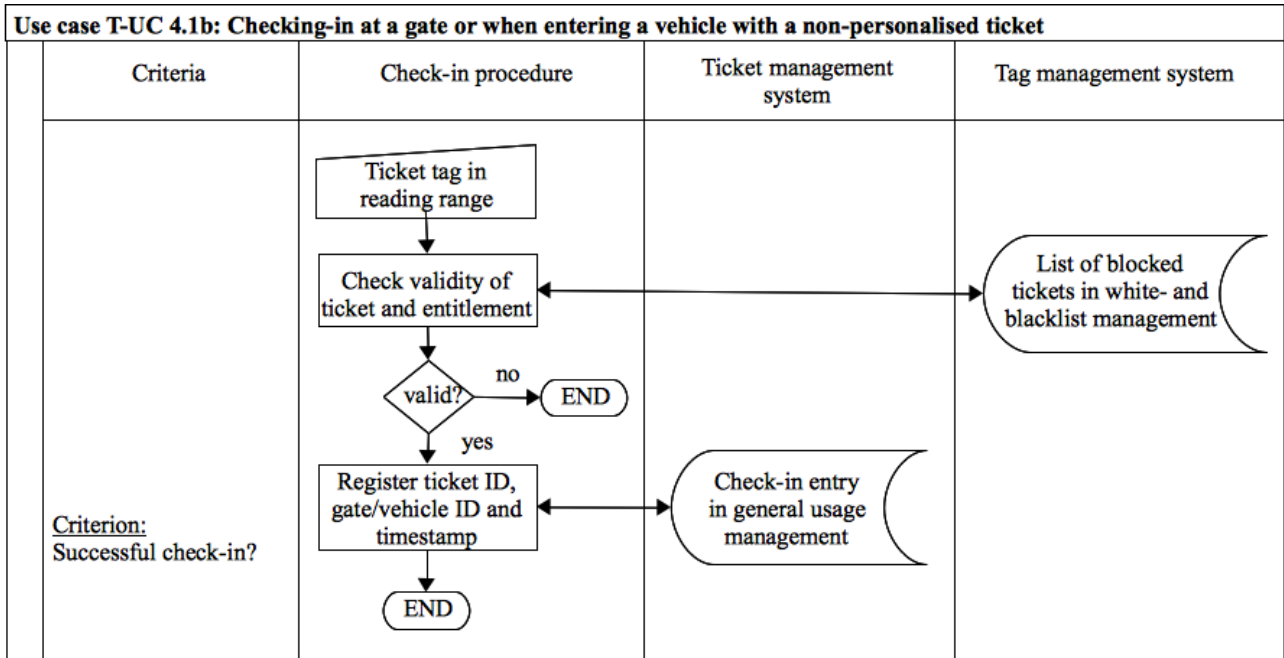 Use case T-UC 4.1b: Checking-in at a gate or when entering a vehicle with a non-personalised ticket
Criteria
Check-in procedure
Ticket management
system
Tag management system
Ticket tag in
reading range
Check validity of
ticket and entitlement
List of blocked
tickets in white- and
blacklist management
valid?
no
END
yes
Register ticket ID,
gate/vehicle ID and
timestamp
Check-in entry
in general usage
management
Criterion:
Successful check-in?
END